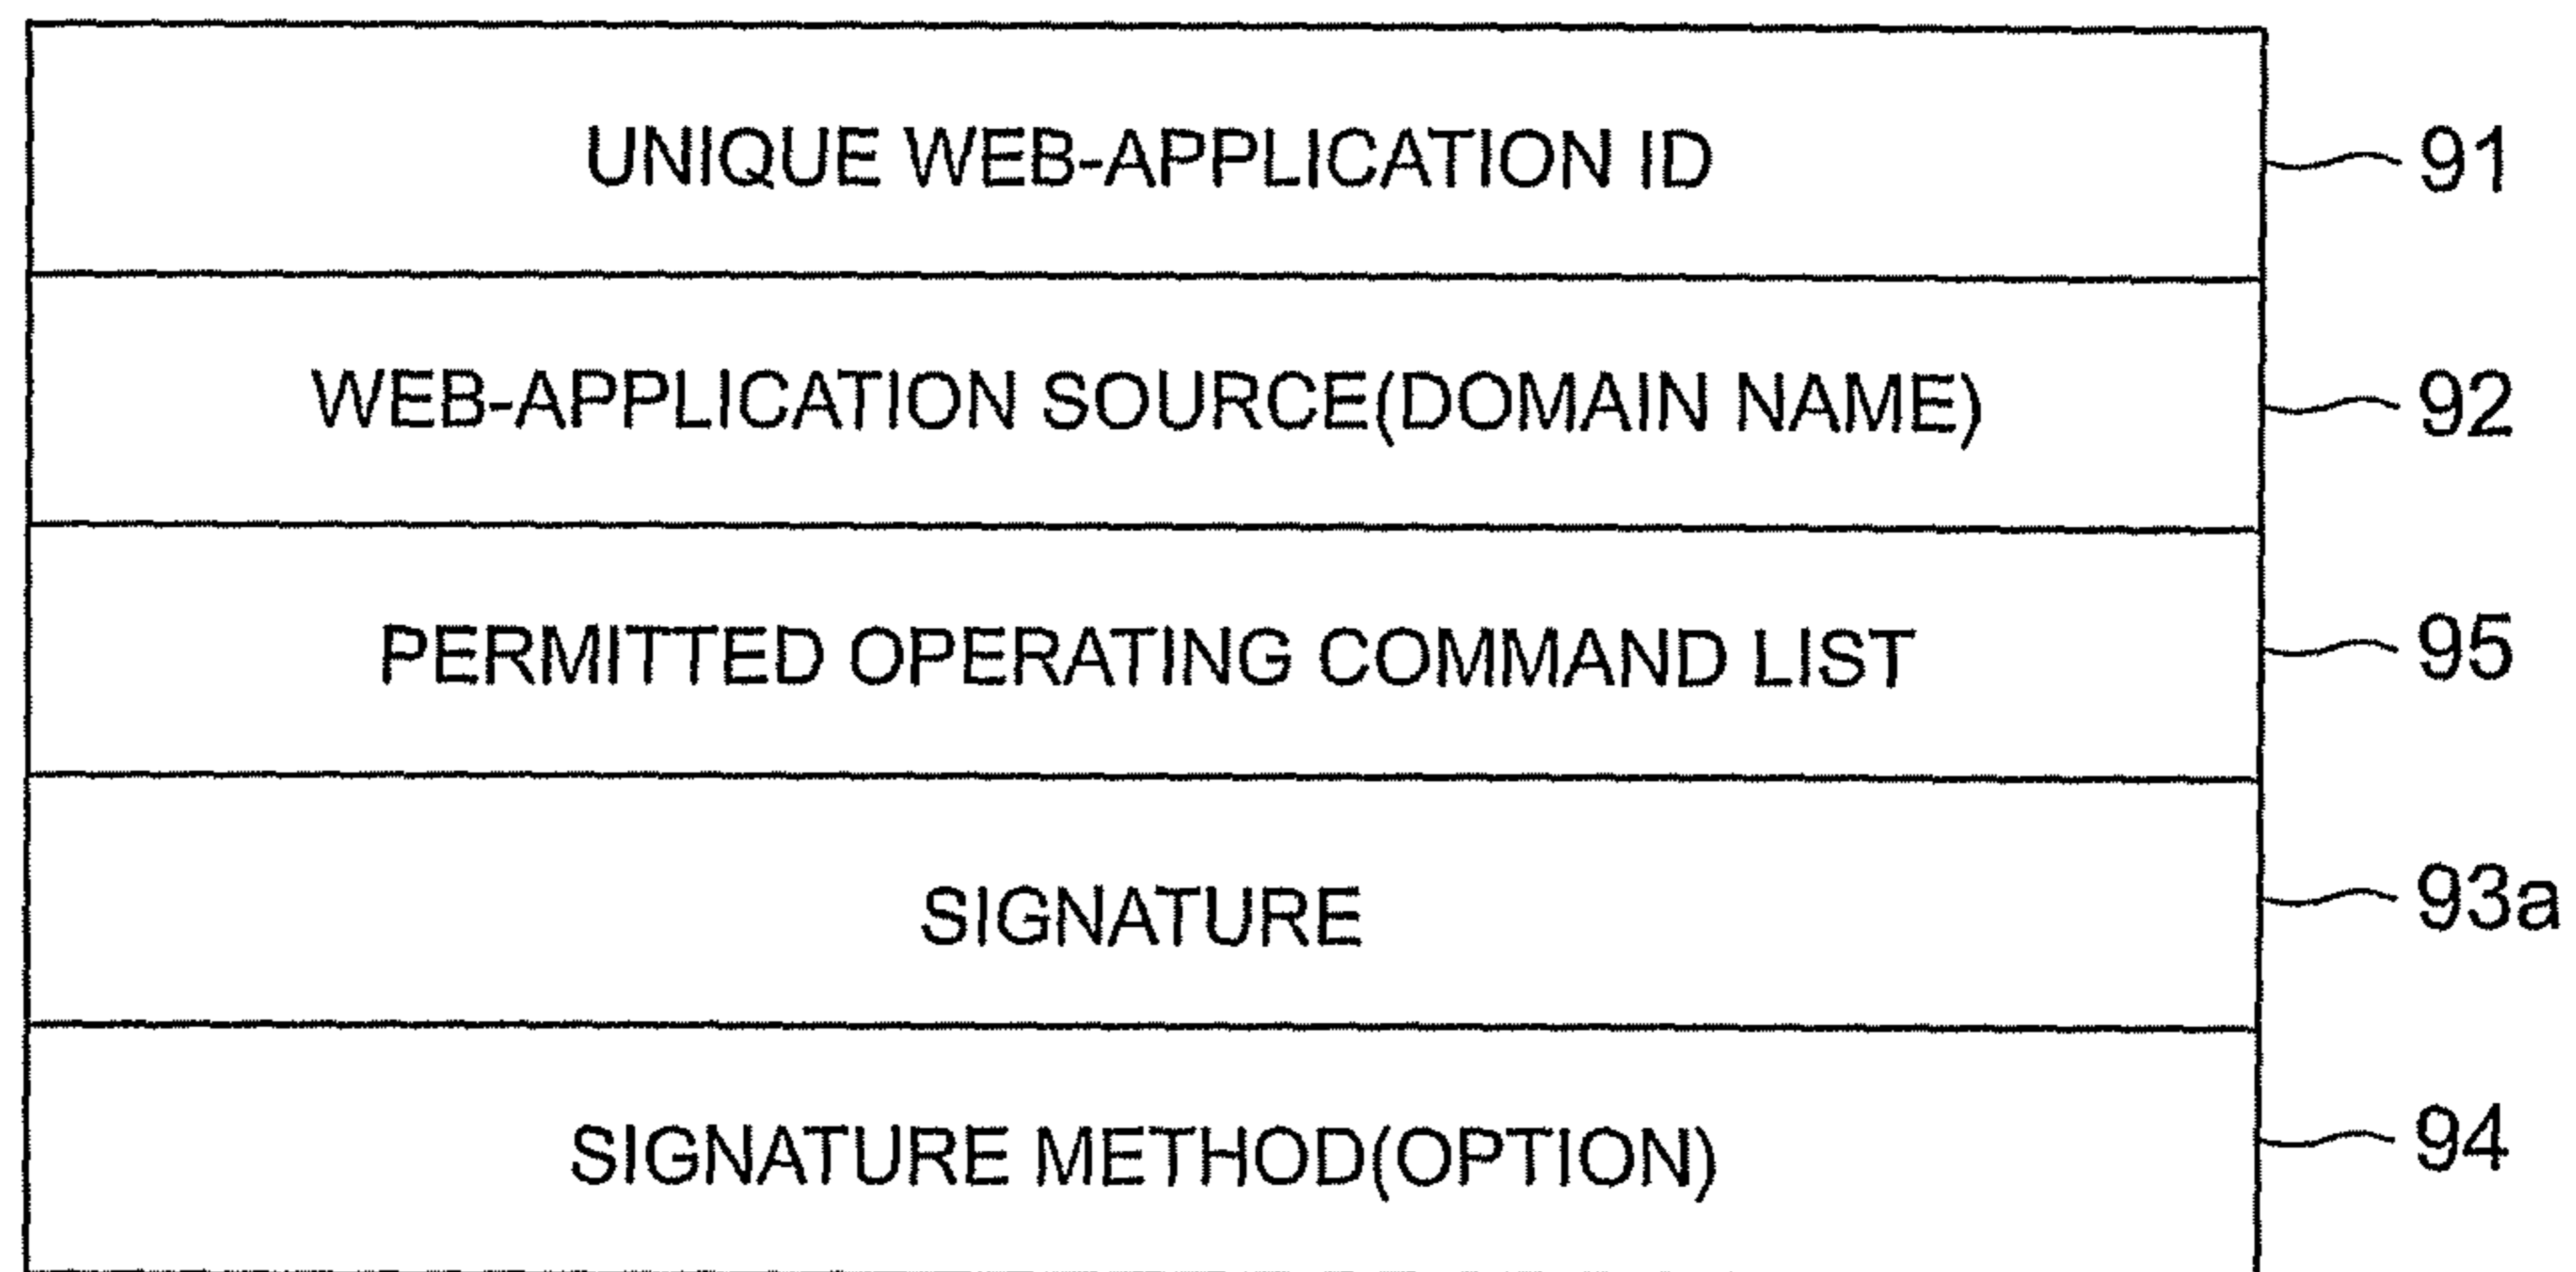 UNIQUE WEB-APPLICATION ID 91
WEB-APPLICATION SOURCE(DOMAIN NAME) 92
PERMITTED OPERATING COMMAND LIST 95
SIGNATURE 93a
SIGNATURE METHOD(OPTION) 94